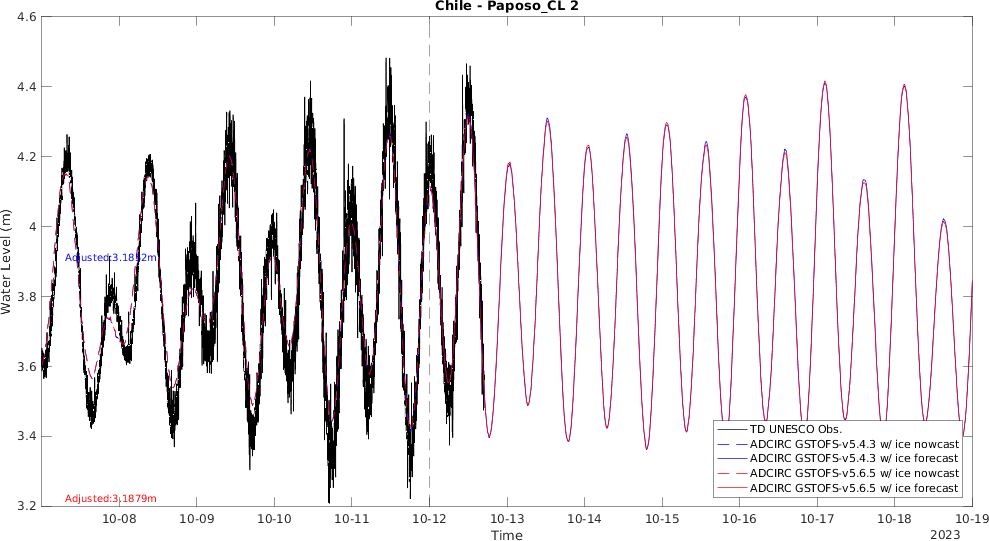 Chile - Paposo_CL 2
Water Level (m)
4.6
4.4
4.2
4
3.8
3.6
3.4
3.2
Adjusted:3.1852m
Adjusted:3.1879m
TD UNESCO Obs.
ADCIRC GSTOFS-v5.4.3 w/ ice nowcast
ADCIRC GSTOFS-v5.4.3 w/ ice forecast
ADCIRC GSTOFS-v5.6.5 w/ ice nowcast
ADCIRC GSTOFS-v5.6.5 w/ ice forecast
10-08 10-09 10-10 10-11 10-12 10-13 10-14 10-15 10-16 10-17 10-18 10-19
Time
2023